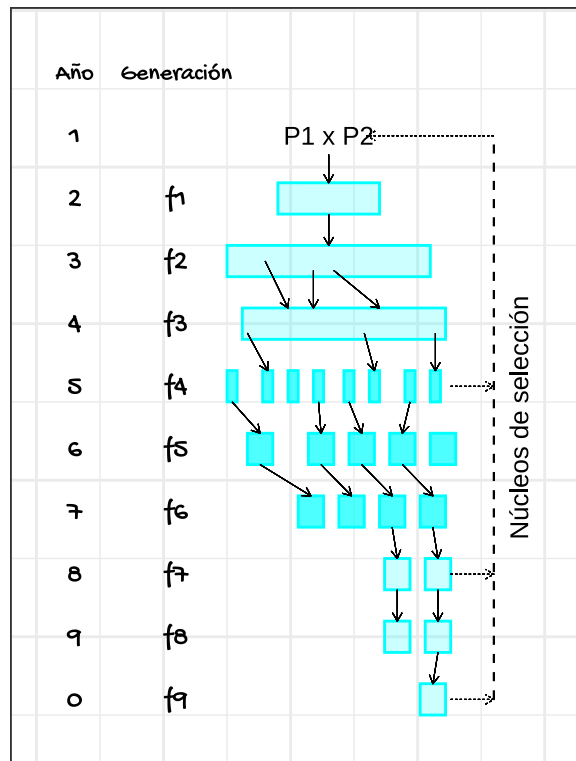 Año Generación
1 P1 x P2
2 f1
3 f2
4 f3
5 f4
6 f5
7 f6
8 f7
9 f8
0 f9
Núcleos de selección